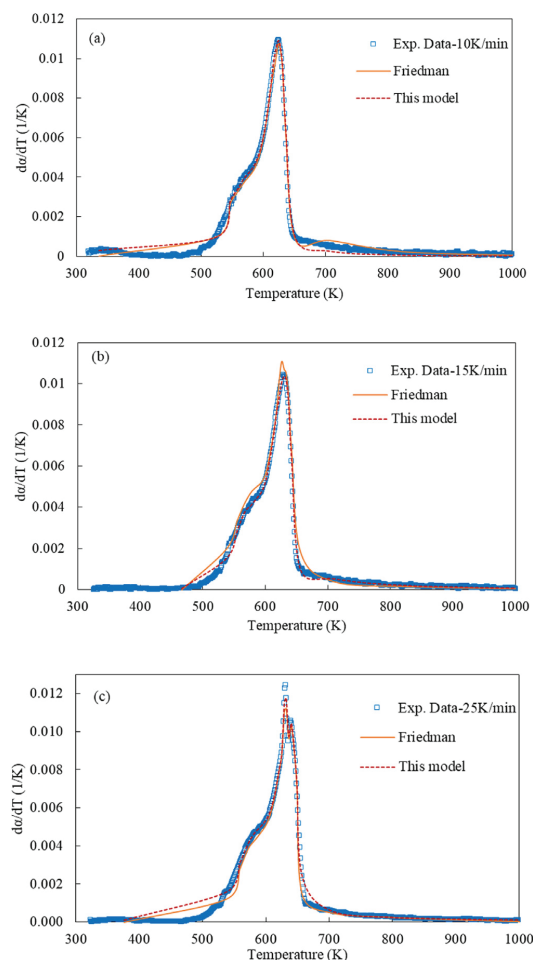 (a)
0.012
0.01
0.008
0.006
0.004
0.002
0
dα/dT (1/K)
Exp. Data-10K/min
Friedman
This model
300 400 500 600 700 800 900 1000
Temperature (K)
(b)
0.012
0.01
0.008
0.006
0.004
0.002
0
dα/dT (1/K)
Exp. Data-15K/min
Friedman
This model
300 400 500 600 700 800 900 1000
Temperature (K)
(c)
0.012
0.010
0.008
0.006
0.004
0.002
0.000
dα/dT (1/K)
Exp. Data-25K/min
Friedman
This model
300 400 500 600 700 800 900 1000
Temperature (K)